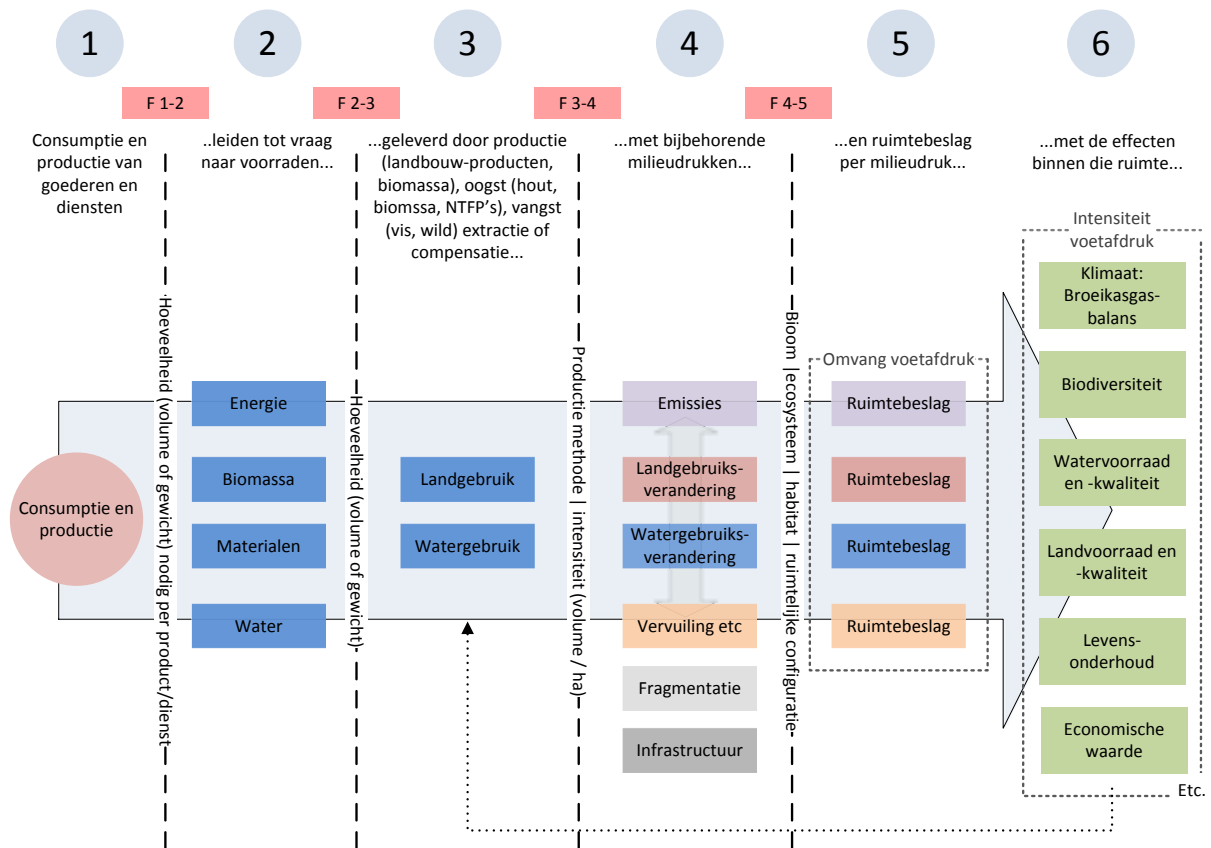 1
2
3
4
5
6
F 1-2
F 2-3
F 3-4
F 4-5
Consumptie en
productie van
goederen en
diensten
..leiden tot vraag
naar voorraden...
...geleverd door productie
(landbouw-producten,
biomassa), oogst (hout,
biomssa, NTFP's), vangst
(vis, wild) extractie of
compensatie...
...met bijbehorende
milieudrukken...
...en ruimtebeslag
per milieudruk...
...met de effecten
binnen die ruimte...
Consumptie en
productie
Hoeveelheid (volume of gewicht) nodig per product/dienst
Energie
Biomassa
Materialen
Water
Hoeveelheid (volume of gewicht)
Landgebruik
Watergebruik
Productie methode | intensiteit (volume / ha)
Emissies
Landgebruiks-
verandering
Watergebruiks-
verandering
Vervuiling etc
Fragmentatie
Infrastructuur
Bioom |ecosysteem | habitat | ruimtelijke configuratie
Omvang voetafdruk
Ruimtebeslag
Ruimtebeslag
Ruimtebeslag
Ruimtebeslag
Intensiteit
voetafdruk
Klimaat:
Broeikasgas-
balans
Biodiversiteit
Watervoorraad
en -kwaliteit
Landvoorraad en
-kwaliteit
Levens-
onderhoud
Economische
waarde
Etc.